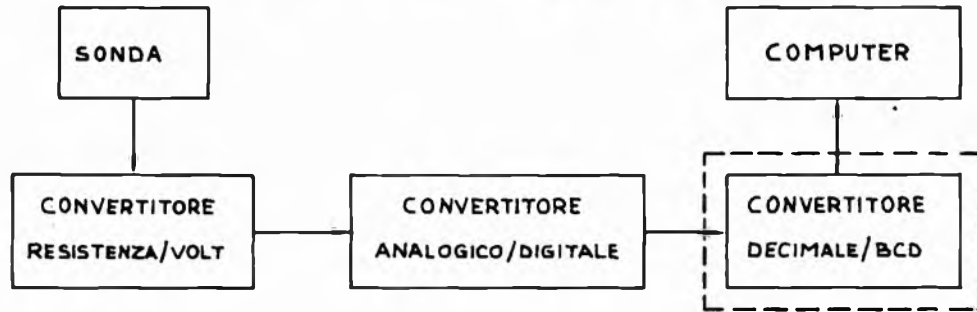 SONDA
COMPUTER
CONVERTITORE
RESISTENZA/VOLT
CONVERTITORE
ANALOGICO/DIGITALE
CONVERTITORE
DECIMALE/BCD